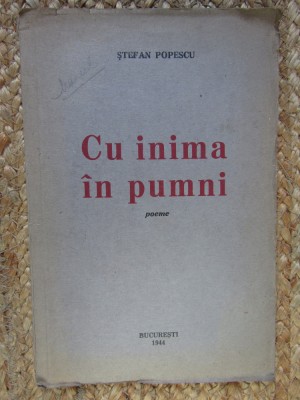 ŞTEFAN POPESCU
Cu inima
în pumni
poeme
BUCUREŞTI
1944